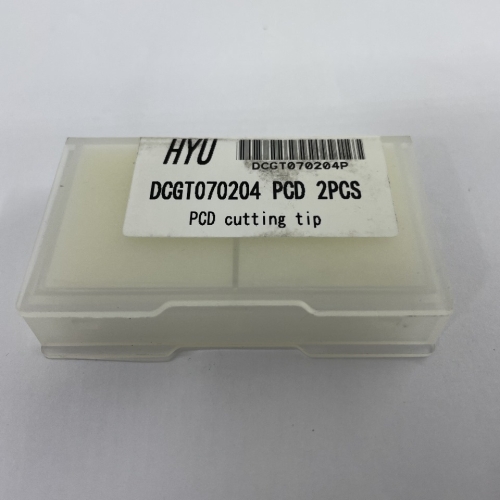 HYU
DCGT070204P
DCGT070204 PCD 2PCS
PCD cutting tip